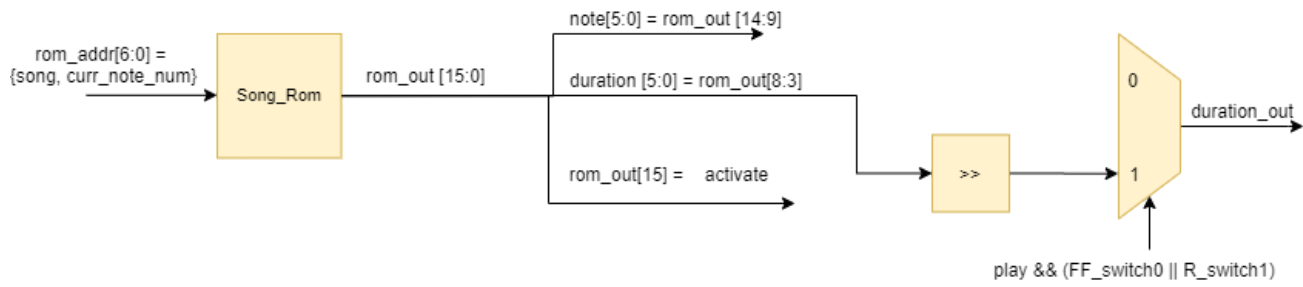 rom_addr[6:0] =
{song, curr_note_num}
Song_Rom
rom_out [15:0]
note[5:0] = rom_out [14:9]
duration [5:0] = rom_out[8:3]
rom_out[15] = activate
>>
0
1
duration_out
play && (FF_switch0 || R_switch1)